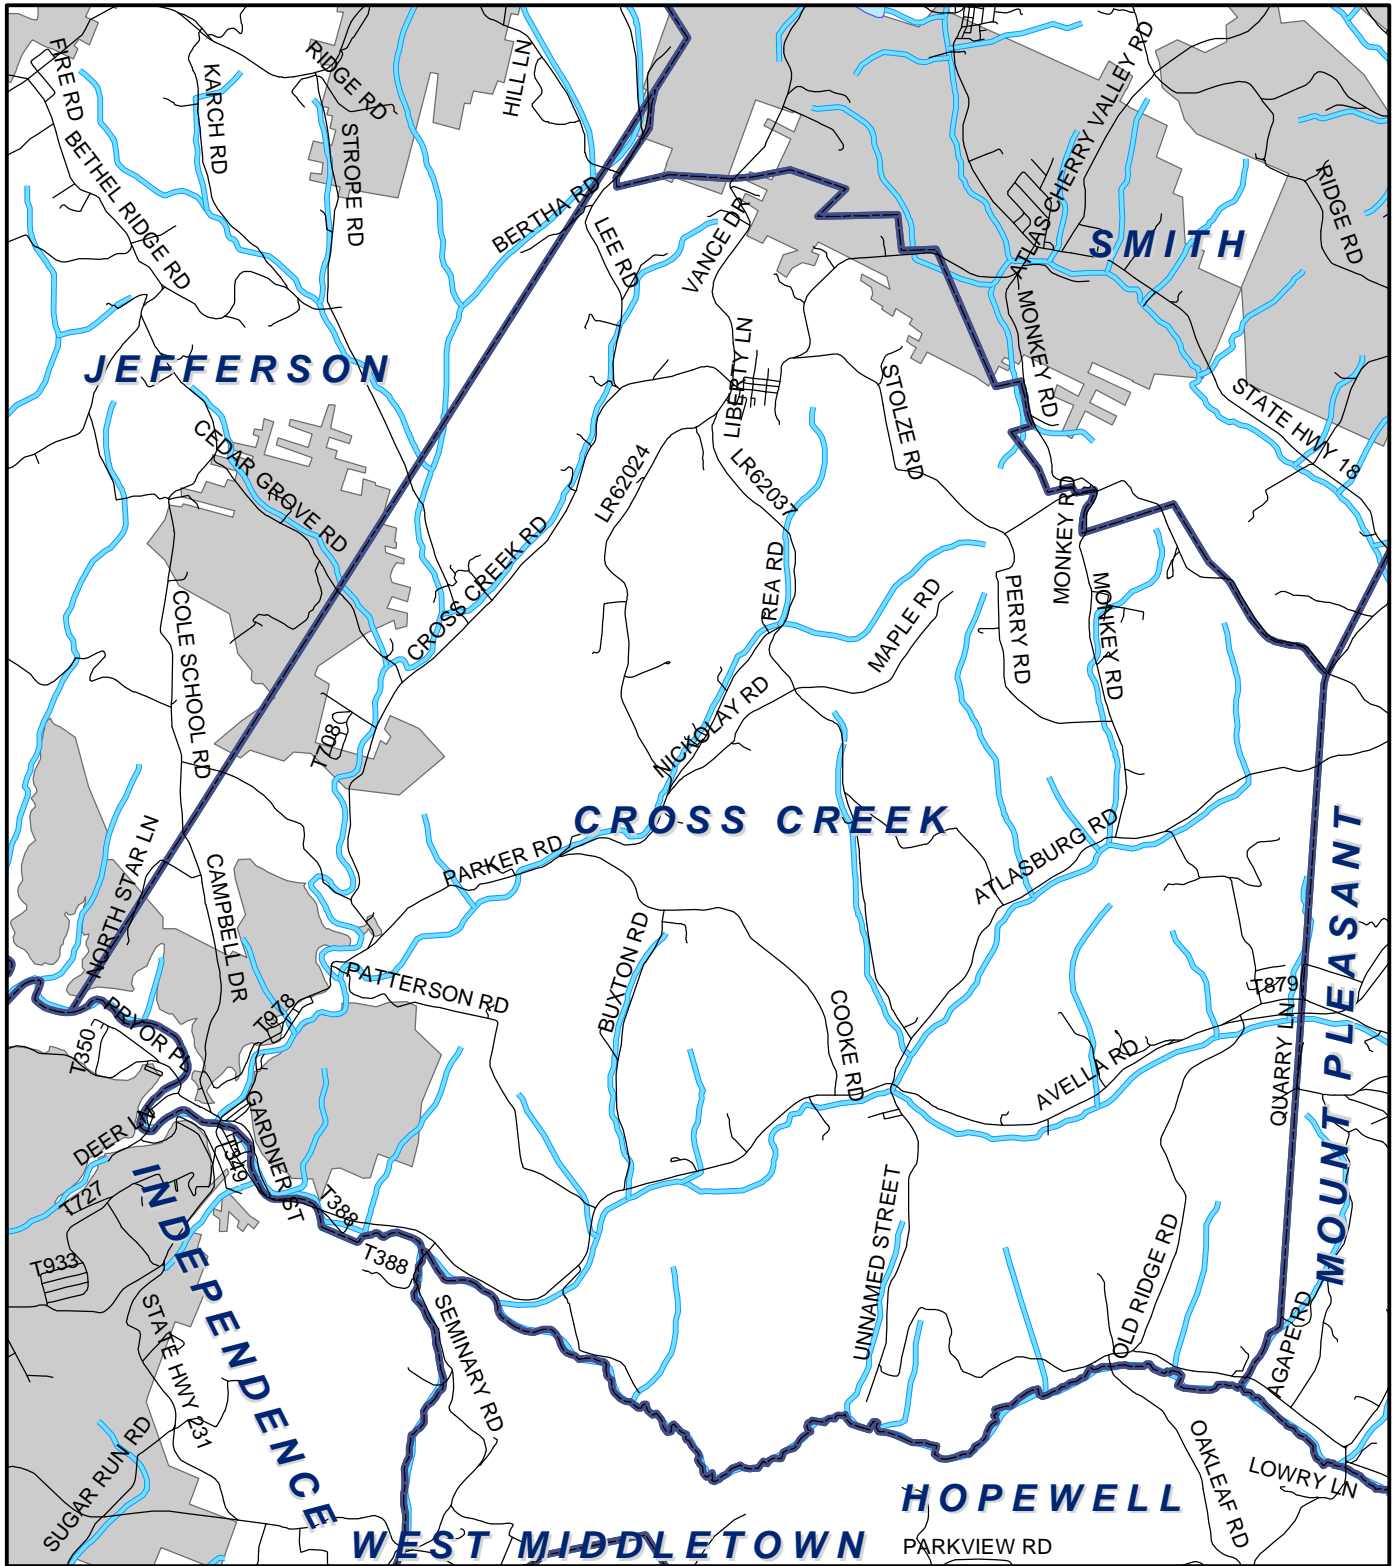 FYRE RD
KARCH RD
RIDGE RD
HILL LN
STROPE RD
BETHEL RIDGE RD
BERTHA RD
LEE RD
VANCE DR
ATLAS CHERRY VALLEY RD
RIDGE RD
SMITH
MONKEY RD
JEFFERSON
LIBERTY LN
STOLZE RD
STATE HWY 18
CEDAR GROVE RD
LR62024
LR62037
MONKEY RD
CROSS CREEK RD
REA RD
MAPLE RD
PERRY RD
MONKEY RD
COLE SCHOOL RD
T708
NICKOLAY RD
CROSS CREEK
PARKER RD
ATLASBURG RD
NORTH STAR LN
CAMPBELL DR
MOUNT PLEASANT
BUXTON RD
PATTERSON RD
COOKE RD
T879
QUARRY LN
T978
PRYOR PL
T350
AVELLA RD
GARDNER ST
DEER LN
T349
T727
T388
UNNAMED STREET
INDEPENDENCE
T388
T933
OLD RIDGE RD
STATE HWY 231
SEMINARY RD
AGAPE RD
SUGAR RUN RD
OAKLEAF RD
LOWRY LN
HOPEWELL
WEST MIDDLETOWN
PARKVIEW RD